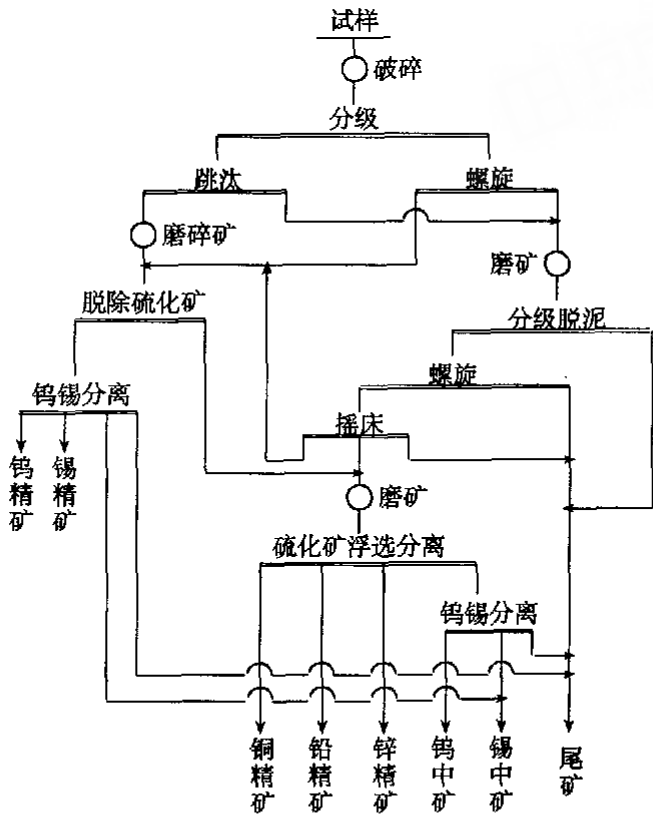 试样
破碎
分级
跳汰
螺旋
磨碎矿
磨矿
脱除硫化矿
分级脱泥
螺旋
钨锡分离
摇床
钨精矿
锡精矿
磨矿
硫化矿浮选分离
钨锡分离
铜精矿
铅精矿
锌精矿
钨中矿
锡中矿
尾矿